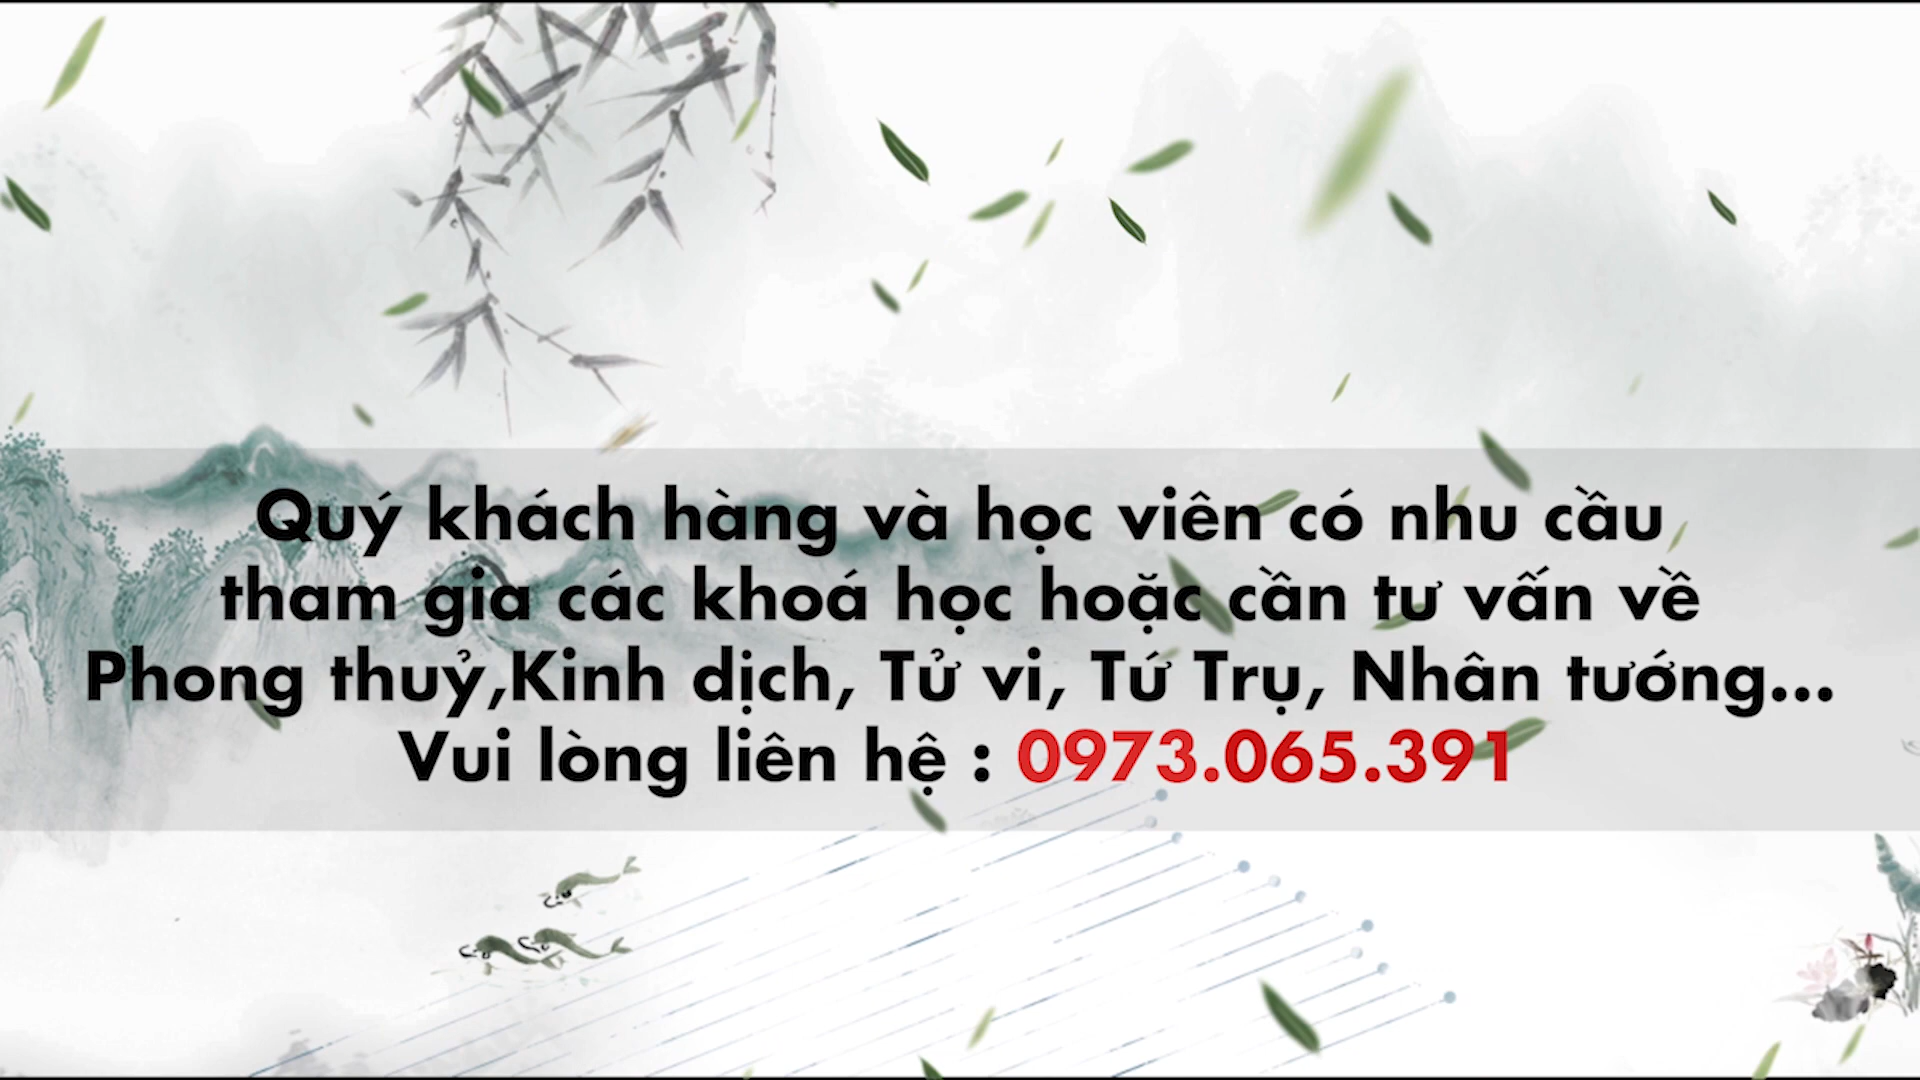 Quý khách hàng và học viên có nhu cầu
tham gia các khoá học hoặc cần tư vấn về
Phong thuỷ,Kinh dịch, Tử vi, Tứ Trụ, Nhân tướng...
Vui lòng liên hệ : 0973.065.391